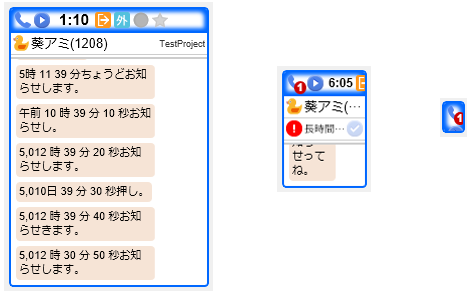 1:10
外
葵アミ(1208)
TestProject
5時 11 39 分ちょうどお知
らせします。
午前 10 時 39 分 10 秒お知
らせし。
5,012 時 39 分 20 秒お知
らせします。
5,010日 39 分 30 秒押し。
5,012 時 39 分 40 秒お知
らせきます。
5,012 時 30 分 50 秒お知
らせします。
1
6:05
葵アミ(…
長時間…
せって
ね。
1